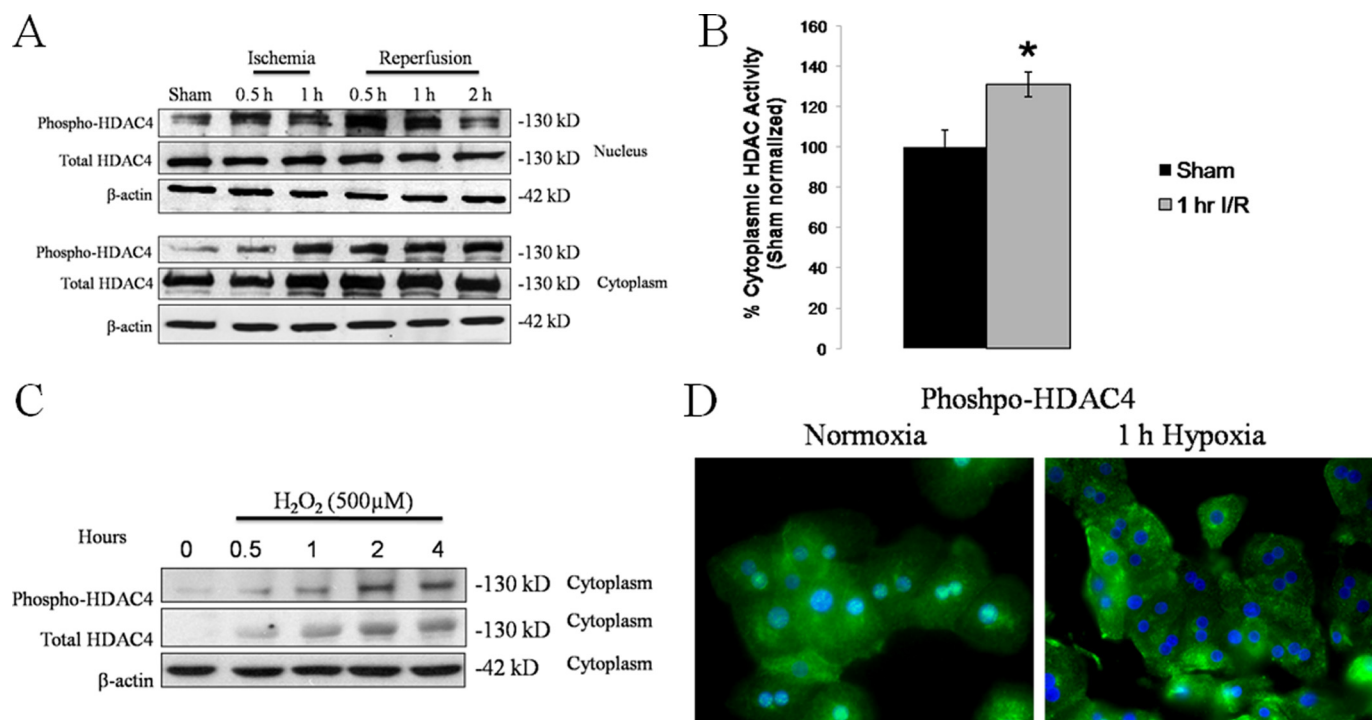 A
Ischemia Reperfusion
Sham 0.5 h 1 h 0.5 h 1 h 2 h
Phospho-HDAC4 -130 kD
Total HDAC4 -130 kD Nucleus
β-actin -42 kD
Phospho-HDAC4 -130 kD
Total HDAC4 -130 kD Cytoplasm
β-actin -42 kD
B
% Cytoplasmic HDAC Activity
(Sham normalized)
160
140
120
100
80
60
40
20
0
*
Sham
1 hr I/R
C
H₂O₂ (500µM)
Hours 0 0.5 1 2 4
Phospho-HDAC4 -130 kD Cytoplasm
Total HDAC4 -130 kD Cytoplasm
β-actin -42 kD Cytoplasm
D
Phoshpo-HDAC4
Normoxia 1 h Hypoxia